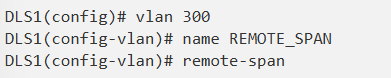 DLS1(config)# vlan 300
DLS1(config-vlan)# name REMOTE_SPAN
DLS1(config-vlan)# remote-span